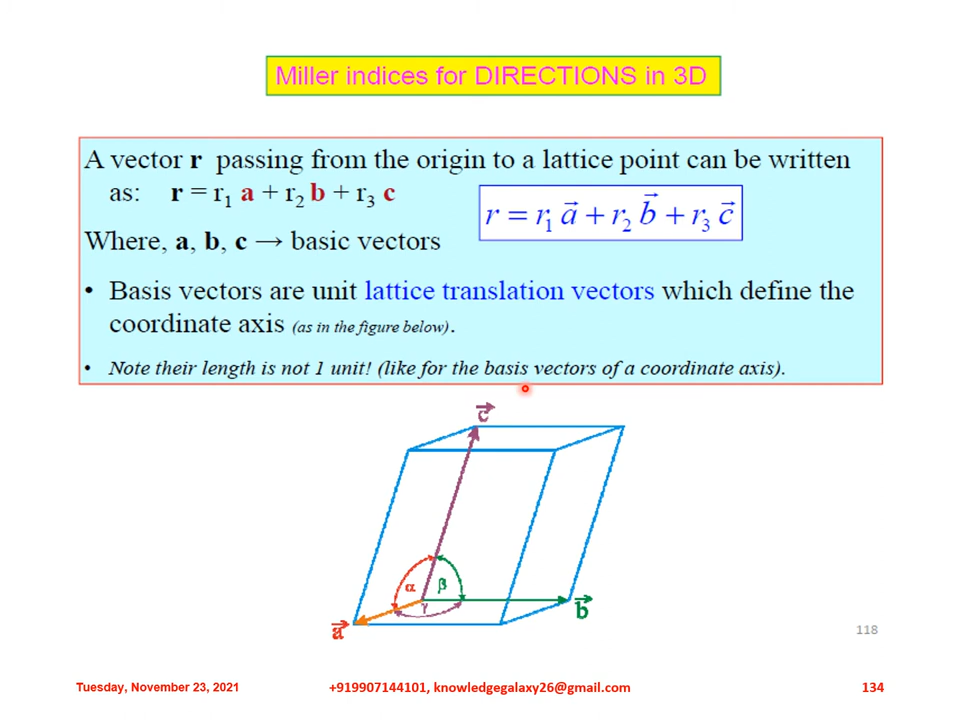 Miller indices for DIRECTIONS in 3D
A vector r passing from the origin to a lattice point can be written
as: r = r₁ a + r₂ b + r₃ c
r = r₁ a⃗ + r₂ b⃗ + r₃ c⃗
Where, a, b, c → basic vectors
• Basis vectors are unit lattice translation vectors which define the
coordinate axis (as in the figure below).
• Note their length is not 1 unit! (like for the basis vectors of a coordinate axis).
c⃗
α β
γ
b⃗
a⃗
118
Tuesday, November 23, 2021 +919907144101, knowledgegalaxy26@gmail.com 134